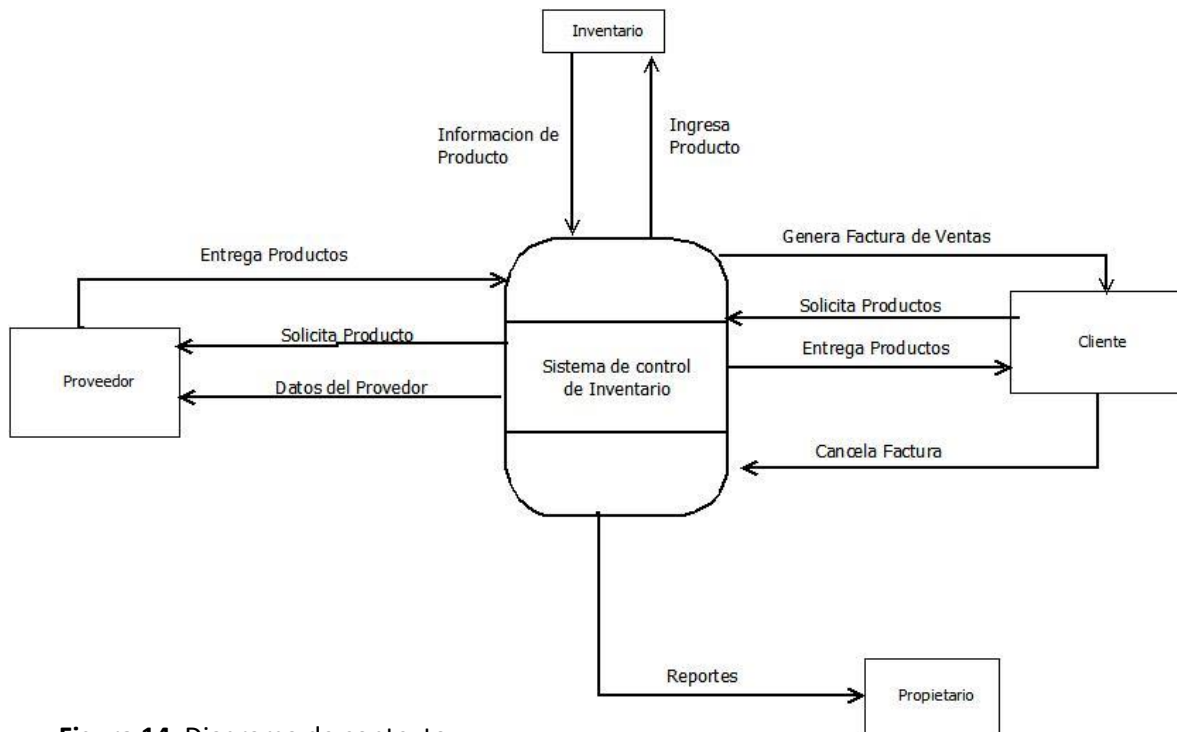 Inventario
Informacion de
Producto
Ingresa
Producto
Genera Factura de Ventas
Entrega Productos
Solicita Productos
Solicita Producto
Entrega Productos
Cliente
Sistema de control
de Inventario
Proveedor
Datos del Provedor
Cancela Factura
Reportes
Propietario